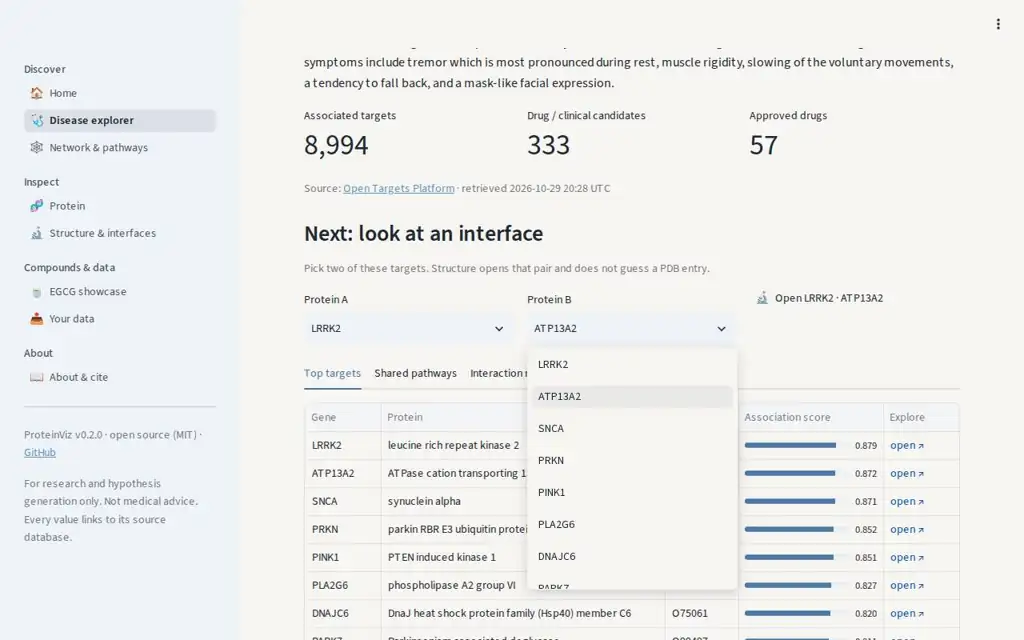 Discover
Home
Disease explorer
Network & pathways
Inspect
Protein
Structure & interfaces
Compounds & data
EGCG showcase
Your data
About
About & cite
ProteinViz v0.2.0 · open source (MIT) ·
GitHub
For research and hypothesis
generation only. Not medical advice.
Every value links to its source
database.
symptoms include tremor which is most pronounced during rest, muscle rigidity, slowing of the voluntary movements,
a tendency to fall back, and a mask-like facial expression.
Associated targets
8,994
Drug / clinical candidates
333
Approved drugs
57
Source: Open Targets Platform · retrieved 2026-10-29 20:28 UTC
Next: look at an interface
Pick two of these targets. Structure opens that pair and does not guess a PDB entry.
Protein A
LRRK2
Protein B
ATP13A2
Open LRRK2 · ATP13A2
LRRK2
ATP13A2
SNCA
PRKN
PINK1
PLA2G6
DNAJC6
PARK7
Top targets Shared pathways Interaction
Gene Protein Association score Explore
LRRK2 leucine rich repeat kinase 2 0.879 open ↗
ATP13A2 ATPase cation transporting 0.872 open ↗
SNCA synuclein alpha 0.871 open ↗
PRKN parkin RBR E3 ubiquitin 0.852 open ↗
PINK1 PTEN induced kinase 1 0.851 open ↗
PLA2G6 phospholipase A2 group VI 0.827 open ↗
DNAJC6 DnaJ heat shock protein family (Hsp40) member C6 O75061 0.820 open ↗